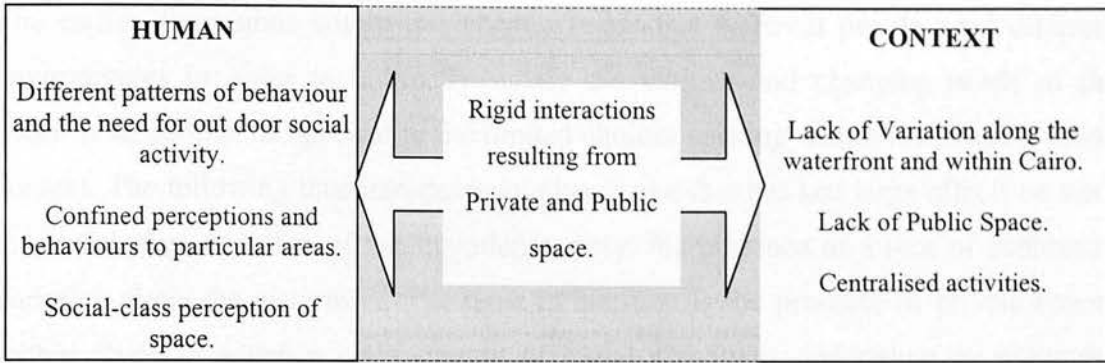 HUMAN
Different patterns of behaviour
and the need for out door social
activity.
Confined perceptions and
behaviours to particular areas.
Social-class perception of
space.
Rigid interactions
resulting from
Private and Public
space.
CONTEXT
Lack of Variation along the
waterfront and within Cairo.
Lack of Public Space.
Centralised activities.